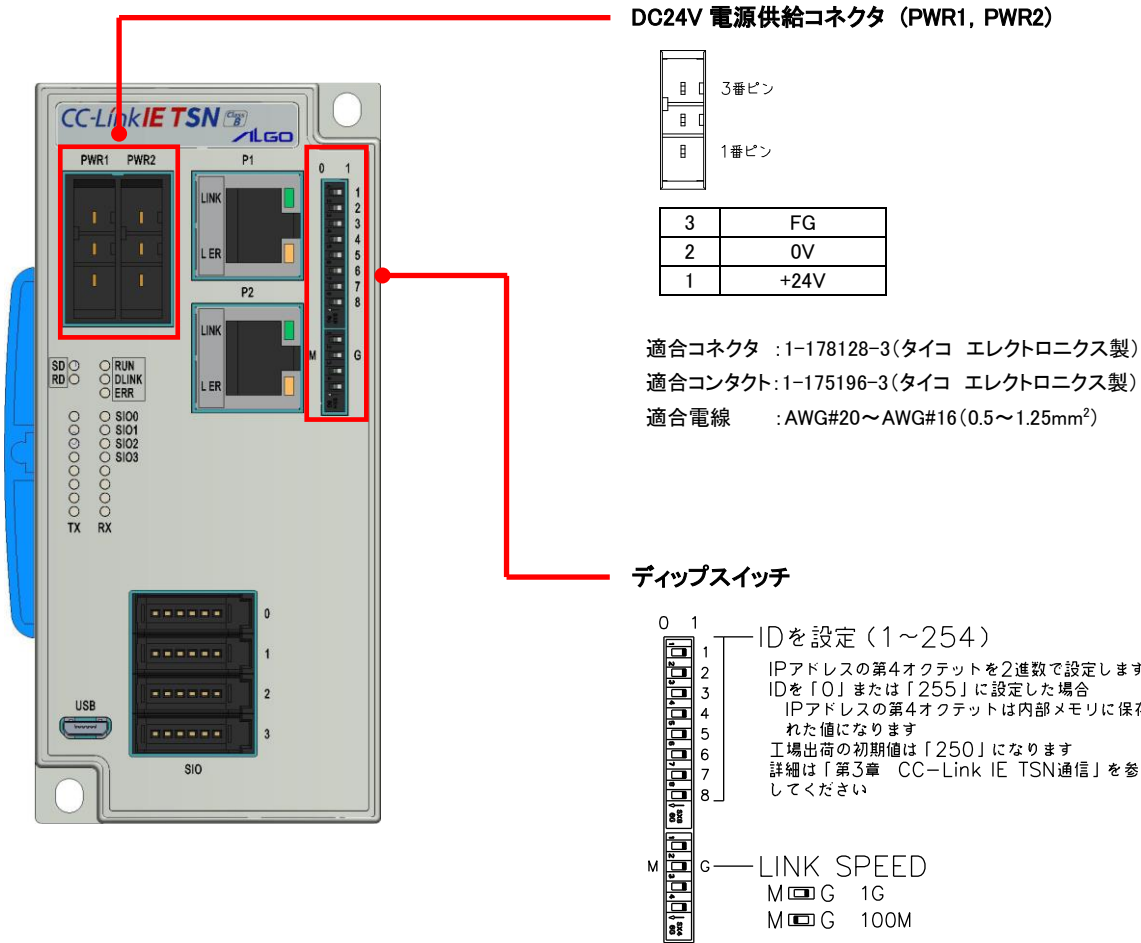 DC24V 電源供給コネクタ (PWR1, PWR2)
3番ピン
1番ピン
3 FG
2 0V
1 +24V
適合コネクタ :1-178128-3(タイコ エレクトロニクス製)
適合コンタクト:1-175196-3(タイコ エレクトロニクス製)
適合電線 :AWG#20~AWG#16(0.5~1.25mm²)
CC-Link IE TSN Class B
ALGO
PWR1 PWR2
P1
0 1
LINK
L ER
1
2
3
4
5
6
7
8
P2
LINK
L ER
M G
SD
RD
RUN
DLINK
ERR
SIO0
SIO1
SIO2
SIO3
TX RX
0
1
2
3
USB
SIO
ディップスイッチ
0 1
1
2
3
4
5
6
7
8
IDを設定(1~254)
IPアドレスの第4オクテットを2進数で設定します
IDを「0」または「255」に設定した場合
IPアドレスの第4オクテットは内部メモリに保存
れた値になります
工場出荷の初期値は「250」になります
詳細は「第3章 CC-Link IE TSN通信」を参
してください
M G LINK SPEED
M G 1G
M G 100M